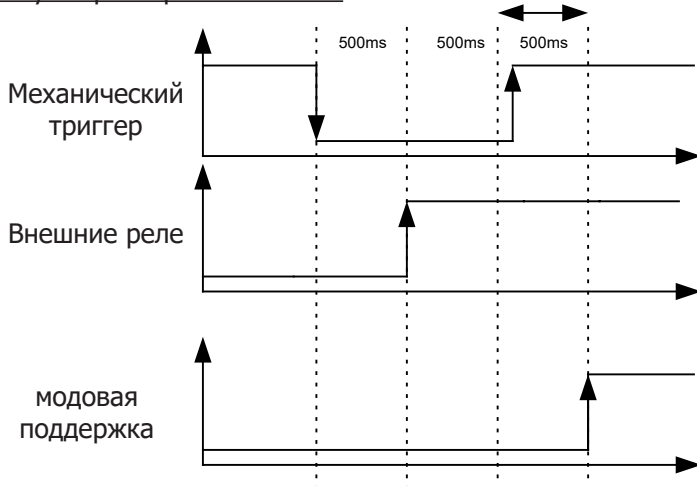 500ms 500ms 500ms
Механический
триггер
Внешние реле
модовая
поддержка